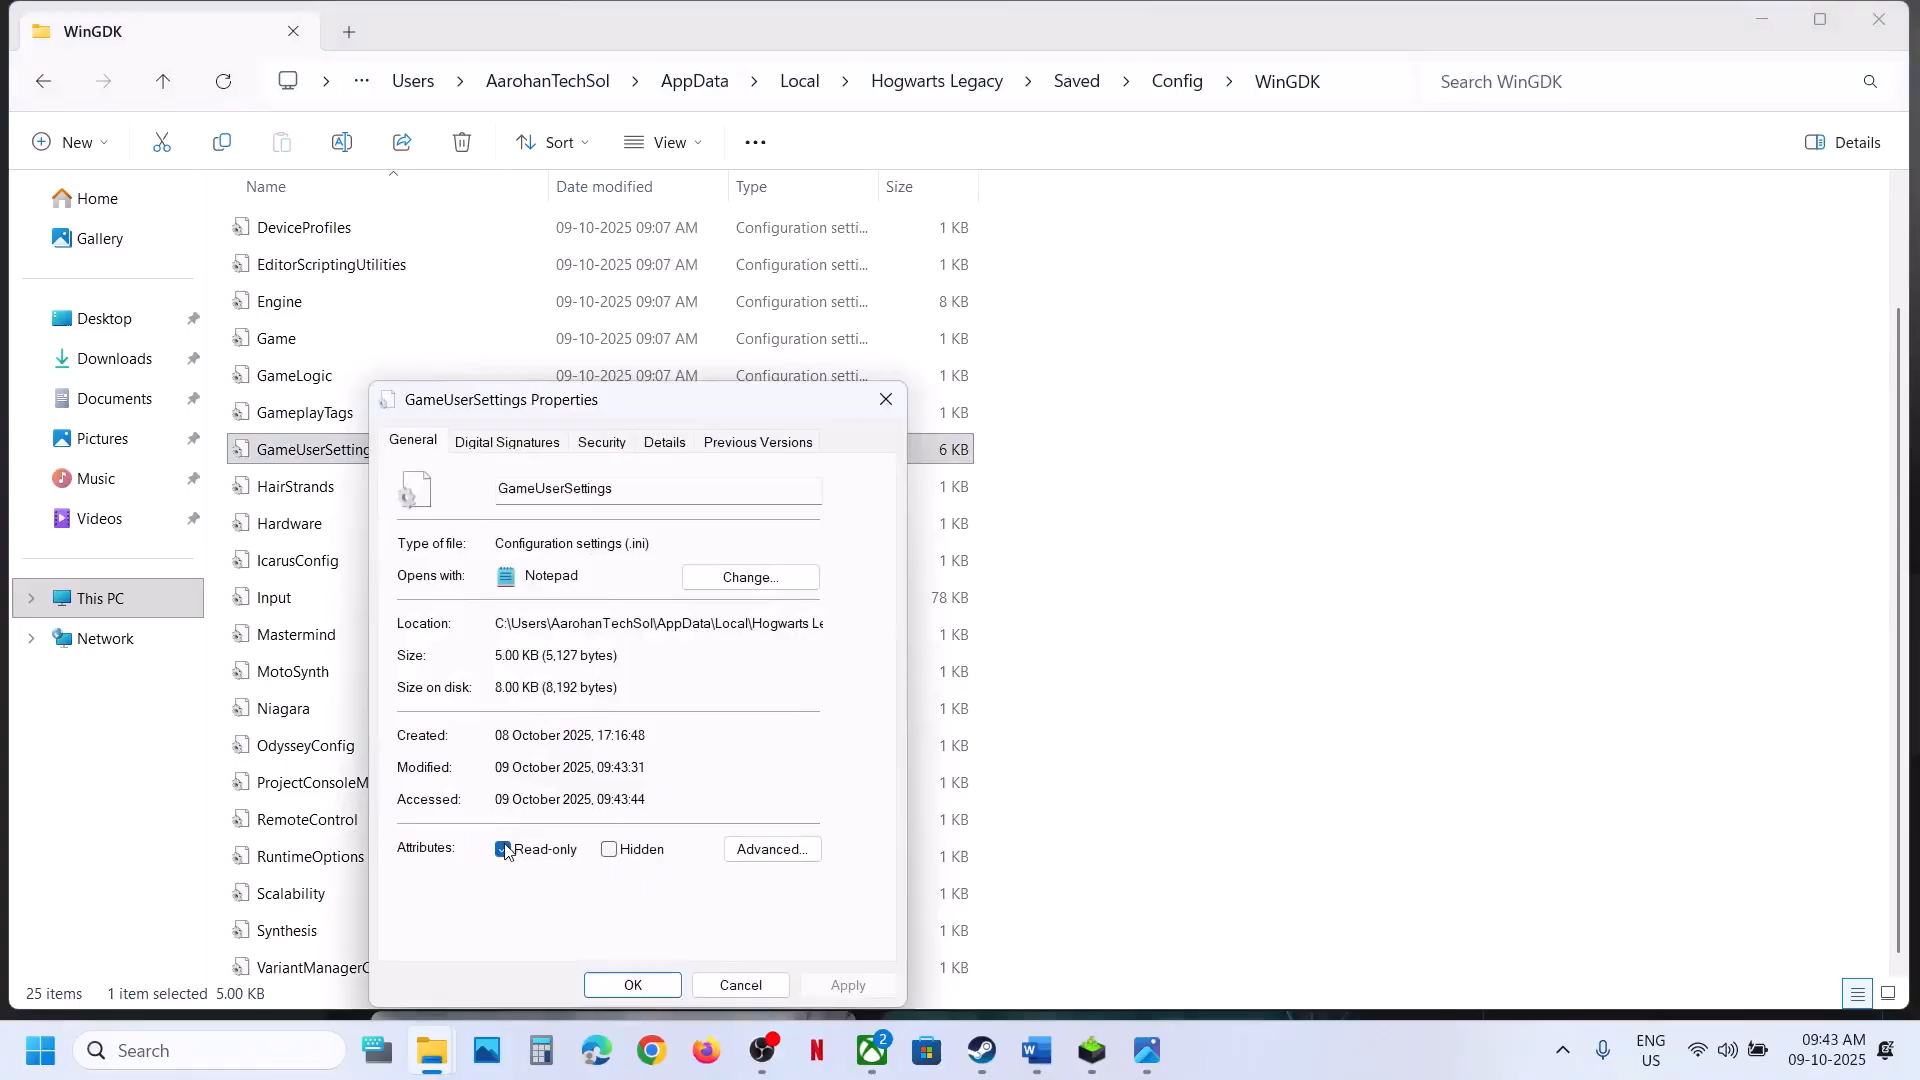 WinGDK
Users > AarohanTechSol > AppData > Local > Hogwarts Legacy > Saved > Config > WinGDK
Search WinGDK
New
Sort
View
Details
Name
Date modified
Type
Size
Home
Gallery
Desktop
Downloads
Documents
Pictures
Music
Videos
This PC
Network
DeviceProfiles 09-10-2025 09:07 AM Configuration setti... 1 KB
EditorScriptingUtilities 09-10-2025 09:07 AM Configuration setti... 1 KB
Engine 09-10-2025 09:07 AM Configuration setti... 8 KB
Game 09-10-2025 09:07 AM Configuration setti... 1 KB
GameLogic 09-10-2025 09:07 AM Configuration setti... 1 KB
GameplayTags 1 KB
GameUserSetting 6 KB
HairStrands 1 KB
Hardware 1 KB
IcarusConfig 1 KB
Input 78 KB
Mastermind 1 KB
MotoSynth 1 KB
Niagara 1 KB
OdysseyConfig 1 KB
ProjectConsoleM 1 KB
RemoteControl 1 KB
RuntimeOptions 1 KB
Scalability 1 KB
Synthesis 1 KB
VariantManagerC 1 KB
GameUserSettings Properties
General
Digital Signatures
Security
Details
Previous Versions
GameUserSettings
Type of file: Configuration settings (.ini)
Opens with: Notepad
Change...
Location: C:\Users\AarohanTechSol\AppData\Local\Hogwarts Le
Size: 5.00 KB (5,127 bytes)
Size on disk: 8.00 KB (8,192 bytes)
Created: 08 October 2025, 17:16:48
Modified: 09 October 2025, 09:43:31
Accessed: 09 October 2025, 09:43:44
Attributes: Read-only Hidden
Advanced...
OK
Cancel
Apply
25 items 1 item selected 5.00 KB
Search
N
W
2
ENG
US
09:43 AM
09-10-2025